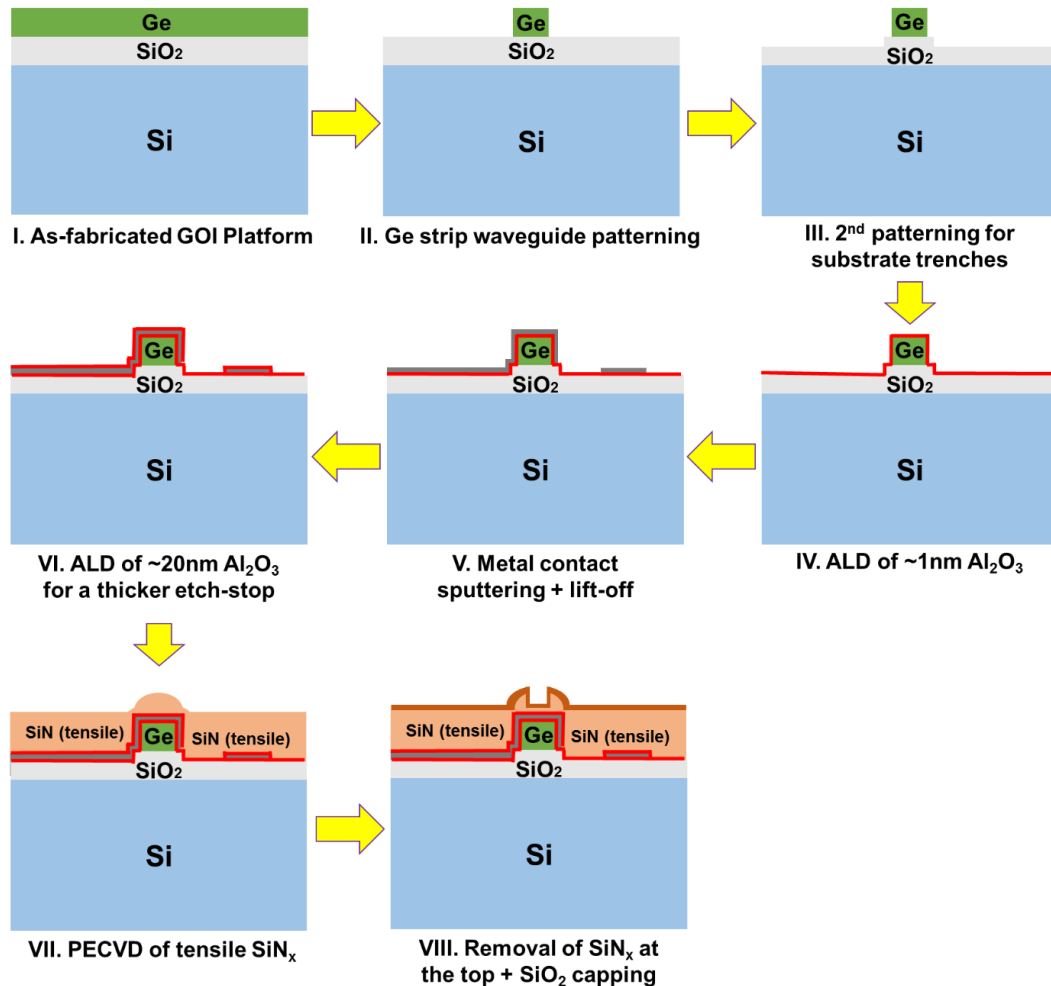 Ge
SiO₂
Si
I. As-fabricated GOI Platform
Ge
SiO₂
Si
II. Ge strip waveguide patterning
Ge
SiO₂
Si
III. 2ⁿᵈ patterning for
substrate trenches
Ge
SiO₂
Si
IV. ALD of ~1nm Al₂O₃
Ge
SiO₂
Si
V. Metal contact
sputtering + lift-off
Ge
SiO₂
Si
VI. ALD of ~20nm Al₂O₃
for a thicker etch-stop
SiN (tensile)
Ge
SiN (tensile)
SiO₂
Si
VII. PECVD of tensile SiNₓ
SiN (tensile)
Ge
SiN (tensile)
SiO₂
Si
VIII. Removal of SiNₓ at
the top + SiO₂ capping